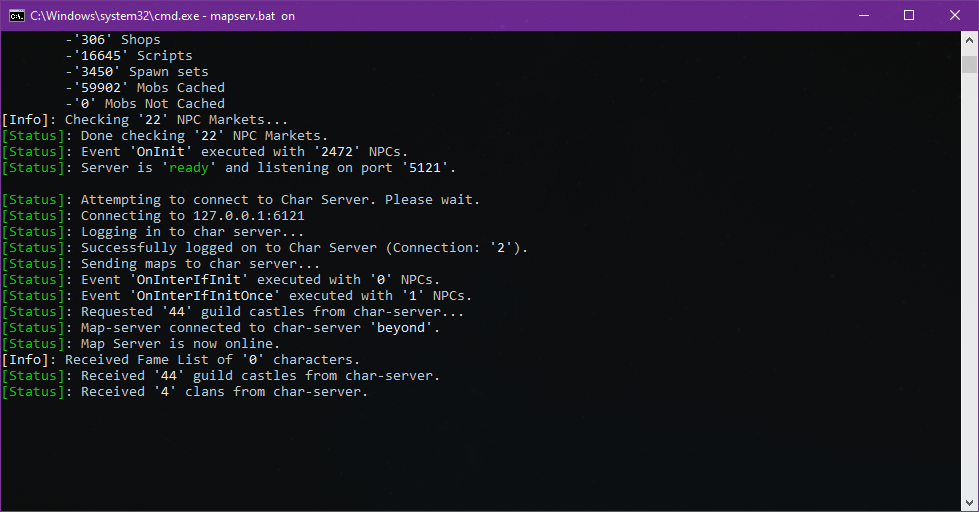 C:\Windows\system32\cmd.exe - mapserv.bat on
-'306' Shops
-'16645' Scripts
-'3450' Spawn sets
-'59902' Mobs Cached
-'0' Mobs Not Cached
[Info]: Checking '22' NPC Markets...
[Status]: Done checking '22' NPC Markets.
[Status]: Event 'OnInit' executed with '2472' NPCs.
[Status]: Server is 'ready' and listening on port '5121'.
[Status]: Attempting to connect to Char Server. Please wait.
[Status]: Connecting to 127.0.0.1:6121
[Status]: Logging in to char server...
[Status]: Successfully logged on to Char Server (Connection: '2').
[Status]: Sending maps to char server...
[Status]: Event 'OnInterIfInit' executed with '0' NPCs.
[Status]: Event 'OnInterIfInitOnce' executed with '1' NPCs.
[Status]: Requested '44' guild castles from char-server...
[Status]: Map-server connected to char-server 'beyond'.
[Status]: Map Server is now online.
[Info]: Received Fame List of '0' characters.
[Status]: Received '44' guild castles from char-server.
[Status]: Received '4' clans from char-server.